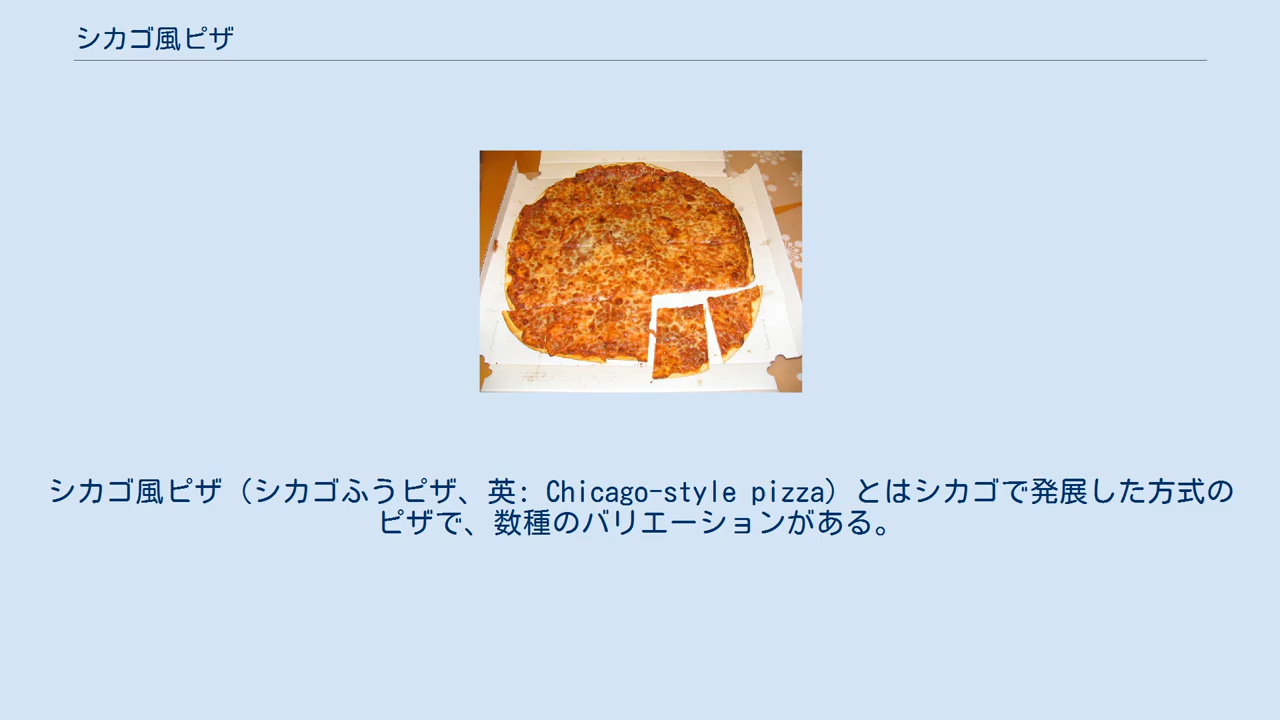 シカゴ風ピザ
シカゴ風ピザ（シカゴふうピザ、英: Chicago-style pizza）とはシカゴで発展した方式の
ピザで、数種のバリエーションがある。